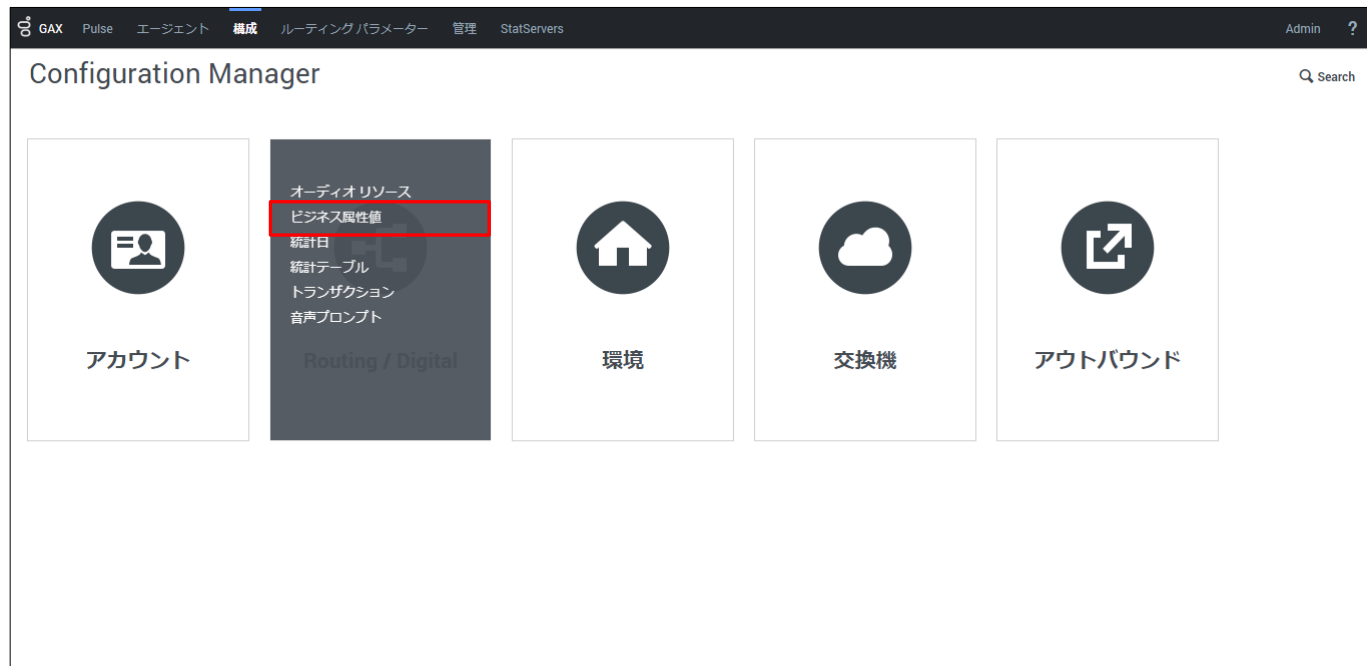 GAX Pulse エージェント 構成 ルーティング パラメーター 管理 StatServers Admin ?
Configuration Manager
Search
オーディオ リソース
ビジネス属性値
統計日
統計テーブル
トランザクション
音声プロンプト
アカウント Routing / Digital 環境 交換機 アウトバウンド